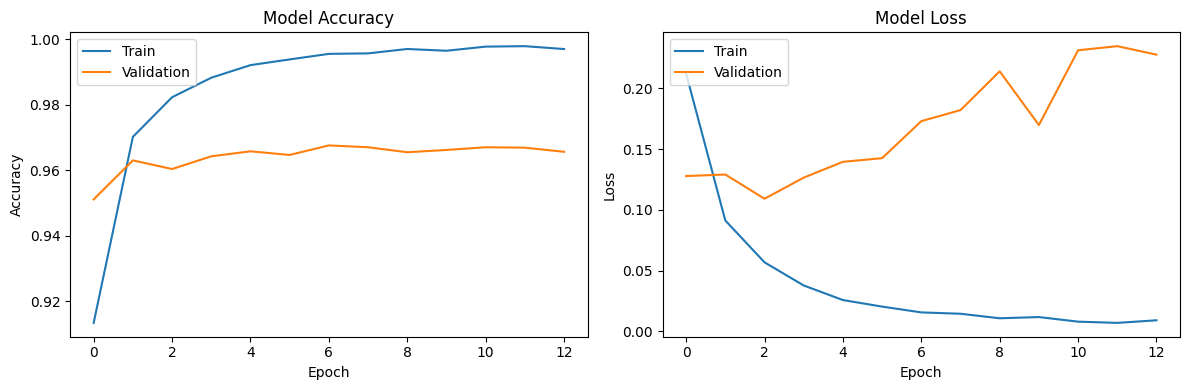 Model Accuracy
Train
Validation
1.00
0.98
0.96
0.94
0.92
Accuracy
0 2 4 6 8 10 12
Epoch
Model Loss
Train
Validation
0.20
0.15
0.10
0.05
0.00
Loss
0 2 4 6 8 10 12
Epoch